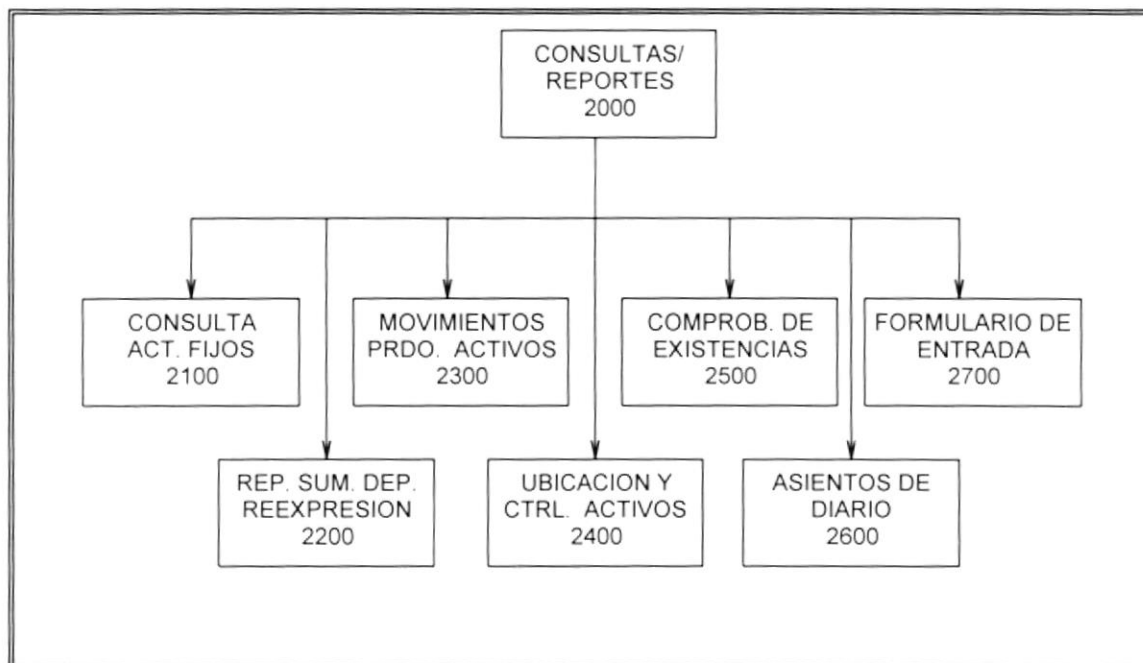 CONSULTAS/
REPORTES
2000
CONSULTA
ACT. FIJOS
2100
MOVIMIENTOS
PRDO. ACTIVOS
2300
COMPROB. DE
EXISTENCIAS
2500
FORMULARIO DE
ENTRADA
2700
REP. SUM. DEP.
REEXPRESION
2200
UBICACION Y
CTRL. ACTIVOS
2400
ASIENTOS DE
DIARIO
2600